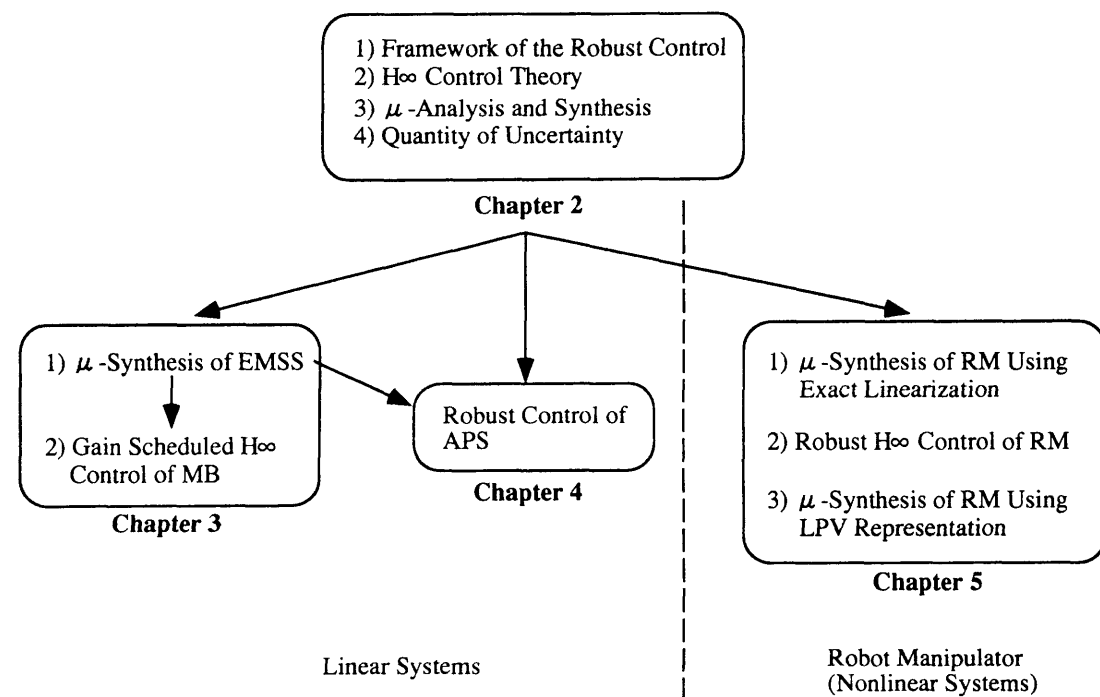 1) Framework of the Robust Control
2) H∞ Control Theory
3) μ -Analysis and Synthesis
4) Quantity of Uncertainty
Chapter 2
1) μ -Synthesis of EMSS
2) Gain Scheduled H∞
Control of MB
Chapter 3
Robust Control of
APS
Chapter 4
1) μ -Synthesis of RM Using
Exact Linearization
2) Robust H∞ Control of RM
3) μ -Synthesis of RM Using
LPV Representation
Chapter 5
Linear Systems
Robot Manipulator
(Nonlinear Systems)